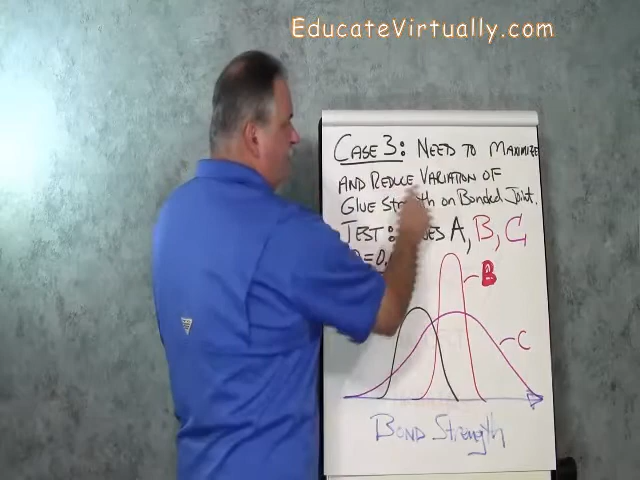 EducateVirtually.com
CASE 3: NEED TO MAXIMIZE
AND REDUCE VARIATION OF
GLUE Strength on Bonded Joint.
TEST: A, B, C
B
C
BOND Strength